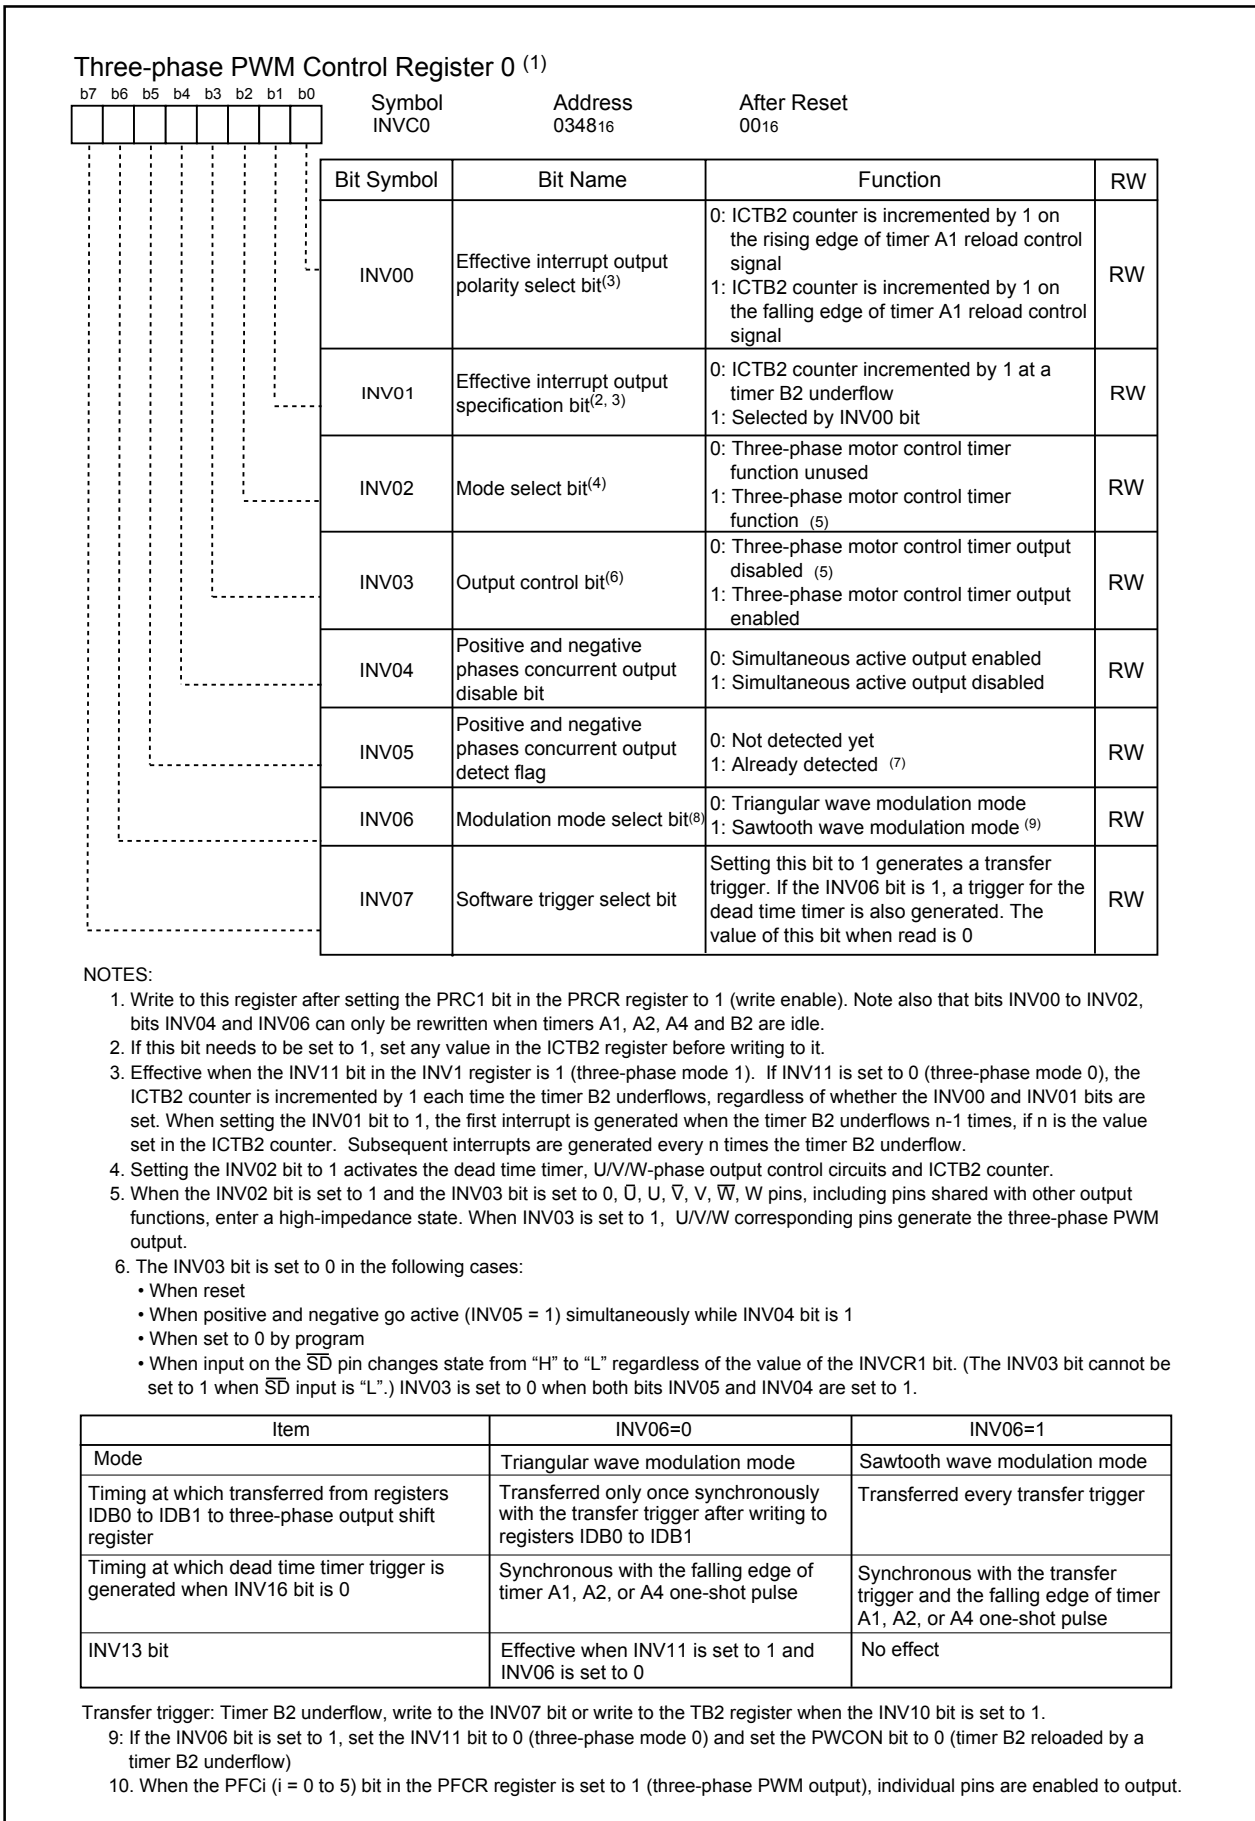 Three-phase PWM Control Register 0 (1)
b7 b6 b5 b4 b3 b2 b1 b0
Symbol Address After Reset
INVC0 034816 0016
Bit Symbol Bit Name Function RW
INV00
Effective interrupt output
polarity select bit(3)
0: ICTB2 counter is incremented by 1 on
the rising edge of timer A1 reload control
signal
1: ICTB2 counter is incremented by 1 on
the falling edge of timer A1 reload control
signal
RW
INV01
Effective interrupt output
specification bit(2, 3)
0: ICTB2 counter incremented by 1 at a
timer B2 underflow
1: Selected by INV00 bit
RW
INV02
Mode select bit(4)
0: Three-phase motor control timer
function unused
1: Three-phase motor control timer
function (5)
RW
INV03
Output control bit(6)
0: Three-phase motor control timer output
disabled (5)
1: Three-phase motor control timer output
enabled
RW
INV04
Positive and negative
phases concurrent output
disable bit
0: Simultaneous active output enabled
1: Simultaneous active output disabled
RW
INV05
Positive and negative
phases concurrent output
detect flag
0: Not detected yet
1: Already detected (7)
RW
INV06
Modulation mode select bit(8)
0: Triangular wave modulation mode
1: Sawtooth wave modulation mode (9)
RW
INV07
Software trigger select bit
Setting this bit to 1 generates a transfer
trigger. If the INV06 bit is 1, a trigger for the
dead time timer is also generated. The
value of this bit when read is 0
RW
NOTES:
1. Write to this register after setting the PRC1 bit in the PRCR register to 1 (write enable). Note also that bits INV00 to INV02,
bits INV04 and INV06 can only be rewritten when timers A1, A2, A4 and B2 are idle.
2. If this bit needs to be set to 1, set any value in the ICTB2 register before writing to it.
3. Effective when the INV11 bit in the INV1 register is 1 (three-phase mode 1). If INV11 is set to 0 (three-phase mode 0), the
ICTB2 counter is incremented by 1 each time the timer B2 underflows, regardless of whether the INV00 and INV01 bits are
set. When setting the INV01 bit to 1, the first interrupt is generated when the timer B2 underflows n-1 times, if n is the value
set in the ICTB2 counter. Subsequent interrupts are generated every n times the timer B2 underflow.
4. Setting the INV02 bit to 1 activates the dead time timer, U/V/W-phase output control circuits and ICTB2 counter.
5. When the INV02 bit is set to 1 and the INV03 bit is set to 0, U̅, U, V̅, V, W̅, W pins, including pins shared with other output
functions, enter a high-impedance state. When INV03 is set to 1, U/V/W corresponding pins generate the three-phase PWM
output.
6. The INV03 bit is set to 0 in the following cases:
• When reset
• When positive and negative go active (INV05 = 1) simultaneously while INV04 bit is 1
• When set to 0 by program
• When input on the S̅D̅ pin changes state from “H” to “L” regardless of the value of the INVCR1 bit. (The INV03 bit cannot be
set to 1 when S̅D̅ input is “L”.) INV03 is set to 0 when both bits INV05 and INV04 are set to 1.
Item INV06=0 INV06=1
Mode Triangular wave modulation mode Sawtooth wave modulation mode
Timing at which transferred from registers
IDB0 to IDB1 to three-phase output shift
register
Transferred only once synchronously
with the transfer trigger after writing to
registers IDB0 to IDB1
Transferred every transfer trigger
Timing at which dead time timer trigger is
generated when INV16 bit is 0
Synchronous with the falling edge of
timer A1, A2, or A4 one-shot pulse
Synchronous with the transfer
trigger and the falling edge of timer
A1, A2, or A4 one-shot pulse
INV13 bit
Effective when INV11 is set to 1 and
INV06 is set to 0
No effect
Transfer trigger: Timer B2 underflow, write to the INV07 bit or write to the TB2 register when the INV10 bit is set to 1.
9: If the INV06 bit is set to 1, set the INV11 bit to 0 (three-phase mode 0) and set the PWCON bit to 0 (timer B2 reloaded by a
timer B2 underflow)
10. When the PFCi (i = 0 to 5) bit in the PFCR register is set to 1 (three-phase PWM output), individual pins are enabled to output.